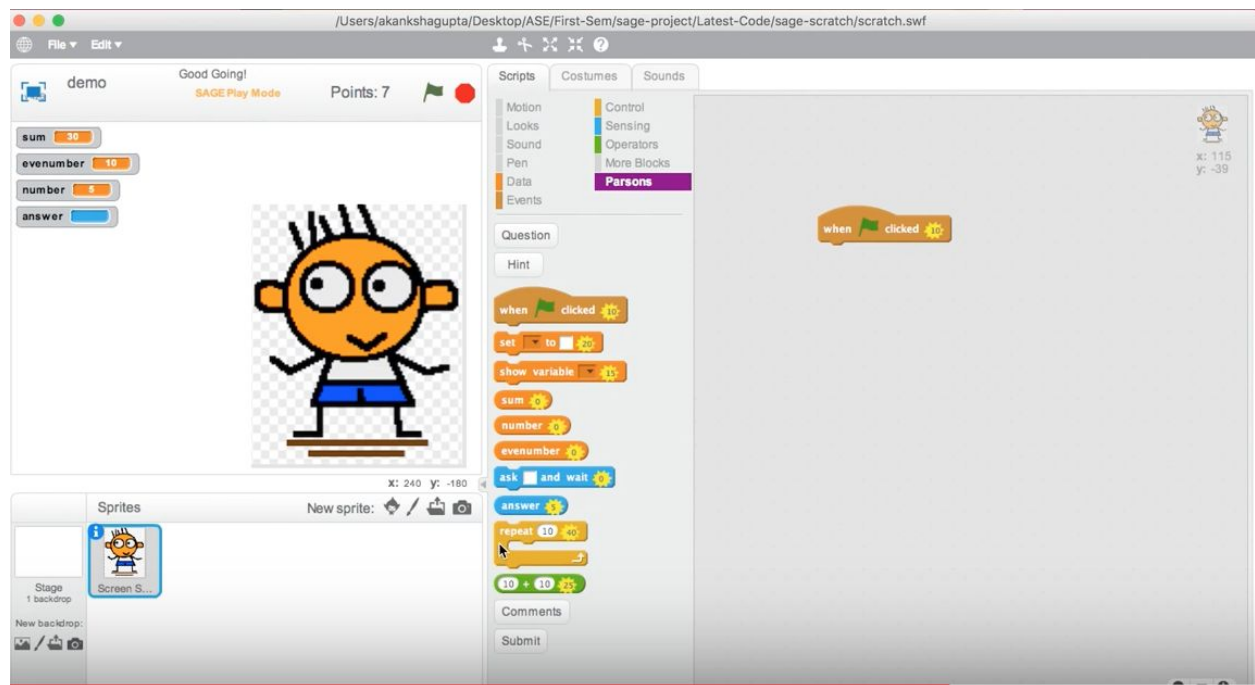 /Users/akankshagupta/Desktop/ASE/First-Sem/sage-project/Latest-Code/sage-scratch/scratch.swf
File ▾ Edit ▾
demo
Good Going!
SAGE Play Mode
Points: 7
sum 30
evenumber 10
number 5
answer
X: 240 y: -180
Sprites
New sprite:
Stage
1 backdrop
New backdrop:
Screen S...
Scripts Costumes Sounds
Motion Control
Looks Sensing
Sound Operators
Pen More Blocks
Data Parsons
Events
Question
Hint
when clicked 10
set to 20
show variable 15
sum 0
number 0
evenumber 0
ask and wait 0
answer 5
repeat 10 40
10 + 10 25
Comments
Submit
when clicked 10
x: 115
y: -39